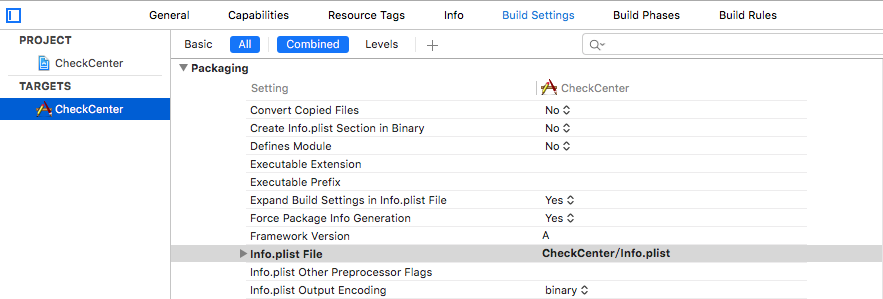 General Capabilities Resource Tags Info Build Settings Build Phases Build Rules
PROJECT
CheckCenter
TARGETS
CheckCenter
Basic All Combined Levels +
Packaging
Setting CheckCenter
Convert Copied Files No
Create Info.plist Section in Binary No
Defines Module No
Executable Extension
Executable Prefix
Expand Build Settings in Info.plist File Yes
Force Package Info Generation Yes
Framework Version A
Info.plist File CheckCenter/Info.plist
Info.plist Other Preprocessor Flags
Info.plist Output Encoding binary